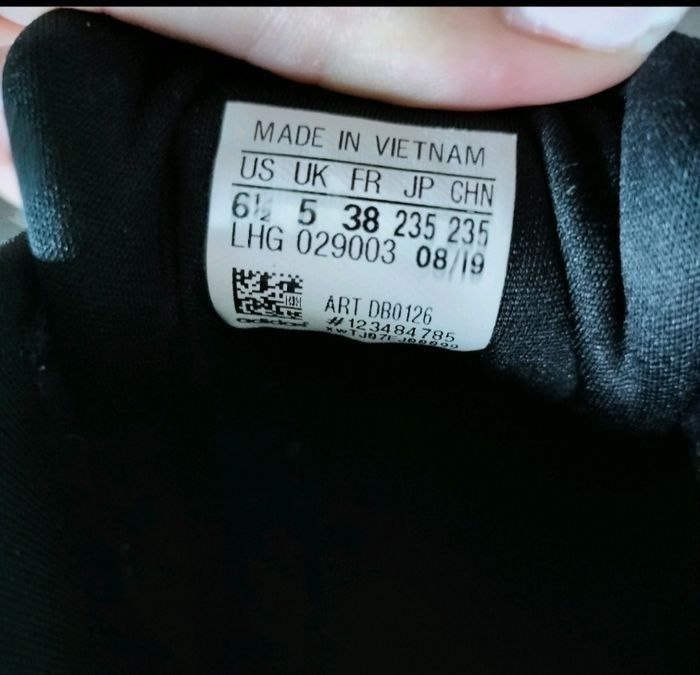 MADE IN VIETNAM
US UK FR JP CHN
6½ 5 38 235 235
LHG 029003 08/19
ART DB0126
adidas #123484785